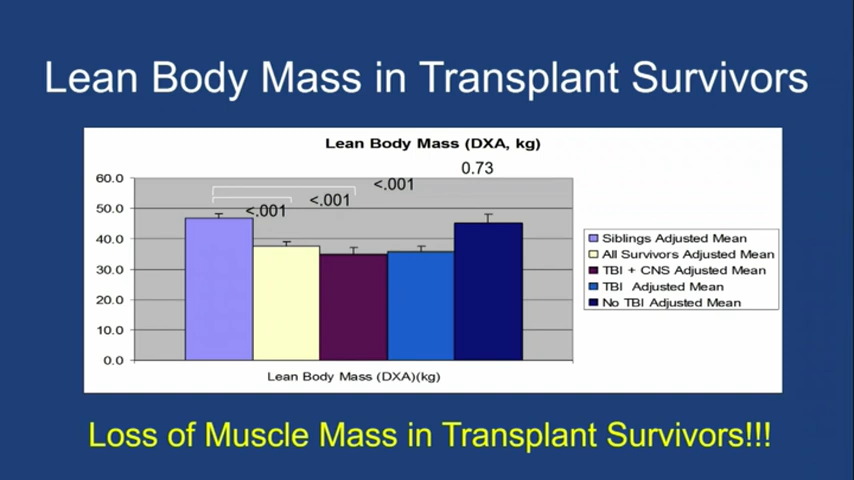 Lean Body Mass in Transplant Survivors
Lean Body Mass (DXA, kg)
0.73
<.001
<.001
<.001
60.0
50.0
40.0
30.0
20.0
10.0
0.0
Siblings Adjusted Mean
All Survivors Adjusted Mean
TBI + CNS Adjusted Mean
TBI Adjusted Mean
No TBI Adjusted Mean
Lean Body Mass (DXA)(kg)
Loss of Muscle Mass in Transplant Survivors!!!